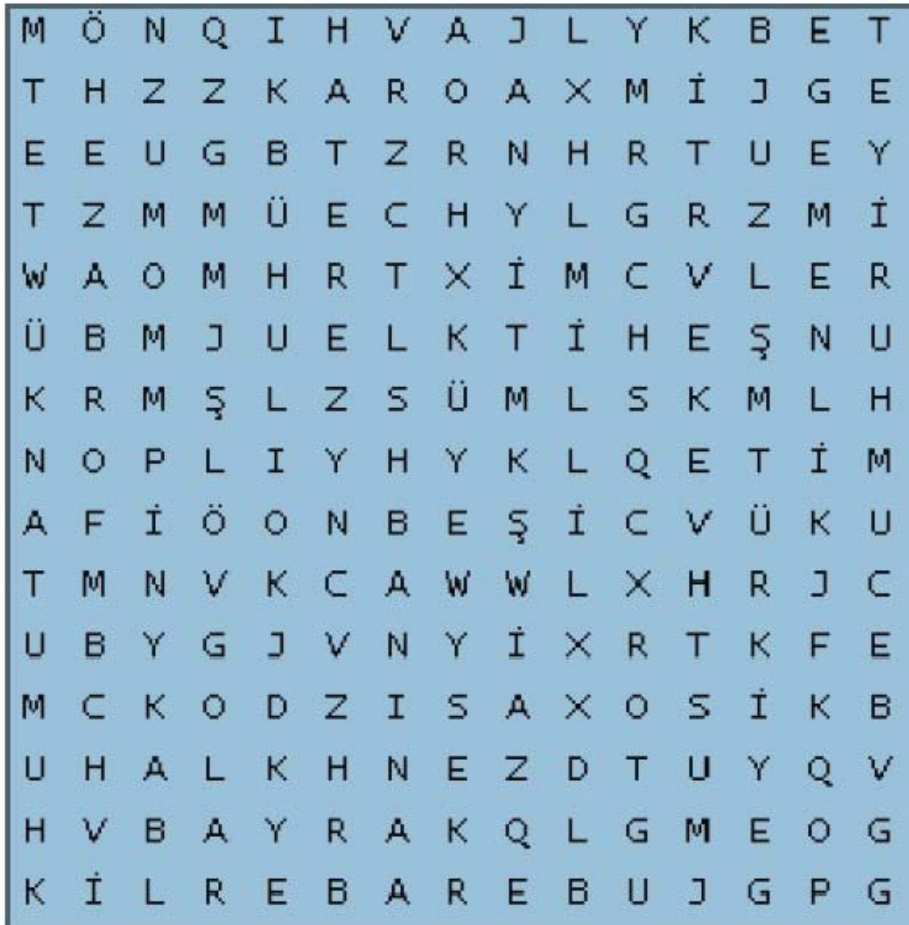 M Ö N Q I H V A J L Y K B E T
T H Z Z K A R O A X M İ J G E
E E U G B T Z R N H R T U E Y
T Z M M Ü E C H Y L G R Z M İ
W A O M H R T X İ M C V L E R
Ü B M J U E L K T İ H E Ş N U
K R M Ş L Z S Ü M L S K M L H
N O P L I Y H Y K L Q E T İ M
A F İ Ö O N B E Ş İ C V Ü K U
T M N V K C A W W L X H R J C
U B Y G J V N Y İ X R T K F E
M C K O D Z I S A X O S İ K B
U H A L K H N E Z D T U Y Q V
H V B A Y R A K Q L G M E O G
K İ L R E B A R E B U J G P G